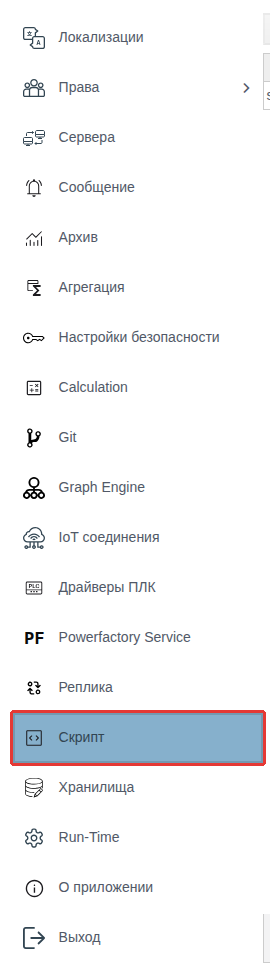 Локализации
Права
Сервера
Сообщение
Архив
Агрегация
Настройки безопасности
Calculation
Git
Graph Engine
IoT соединения
PLC Драйверы ПЛК
PF Powerfactory Service
Реплика
Скрипт
Хранилища
Run-Time
О приложении
Выход